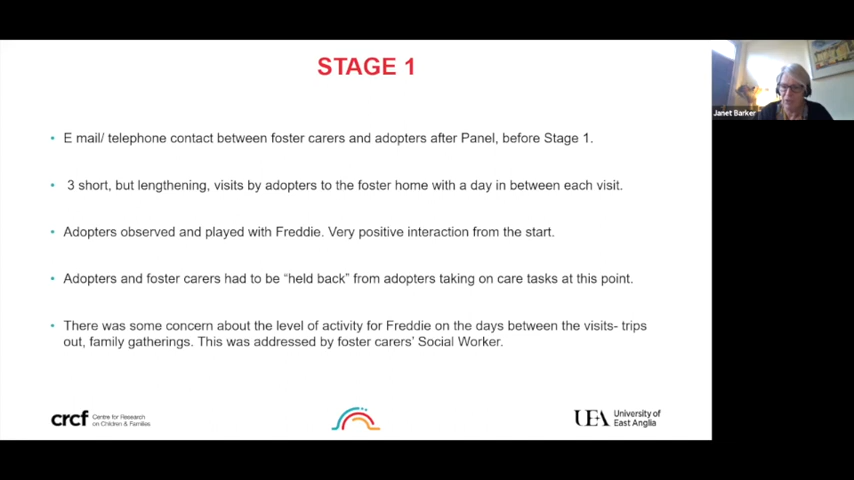 STAGE 1
Janet Barker
• E mail/ telephone contact between foster carers and adopters after Panel, before Stage 1.
• 3 short, but lengthening, visits by adopters to the foster home with a day in between each visit.
• Adopters observed and played with Freddie. Very positive interaction from the start.
• Adopters and foster carers had to be “held back” from adopters taking on care tasks at this point.
• There was some concern about the level of activity for Freddie on the days between the visits- trips
out, family gatherings. This was addressed by foster carers’ Social Worker.
crcf Centre for Research
on Children & Families
UEA University of
East Anglia